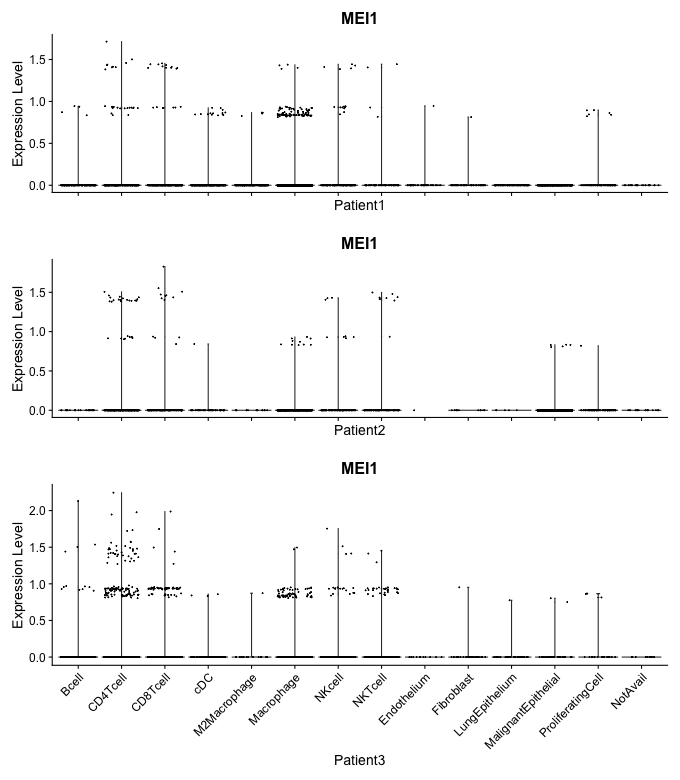 MEI1
Expression Level
1.5
1.0
0.5
0.0
Patient1
MEI1
Expression Level
1.5
1.0
0.5
0.0
Patient2
MEI1
Expression Level
2.0
1.5
1.0
0.5
0.0
Bcell
CD4Tcell
CD8Tcell
cDC
M2Macrophage
Macrophage
NKcell
NKTcell
Endothelium
Fibroblast
LungEpithelium
MalignantEpithelial
ProliferatingCell
NotAvail
Patient3